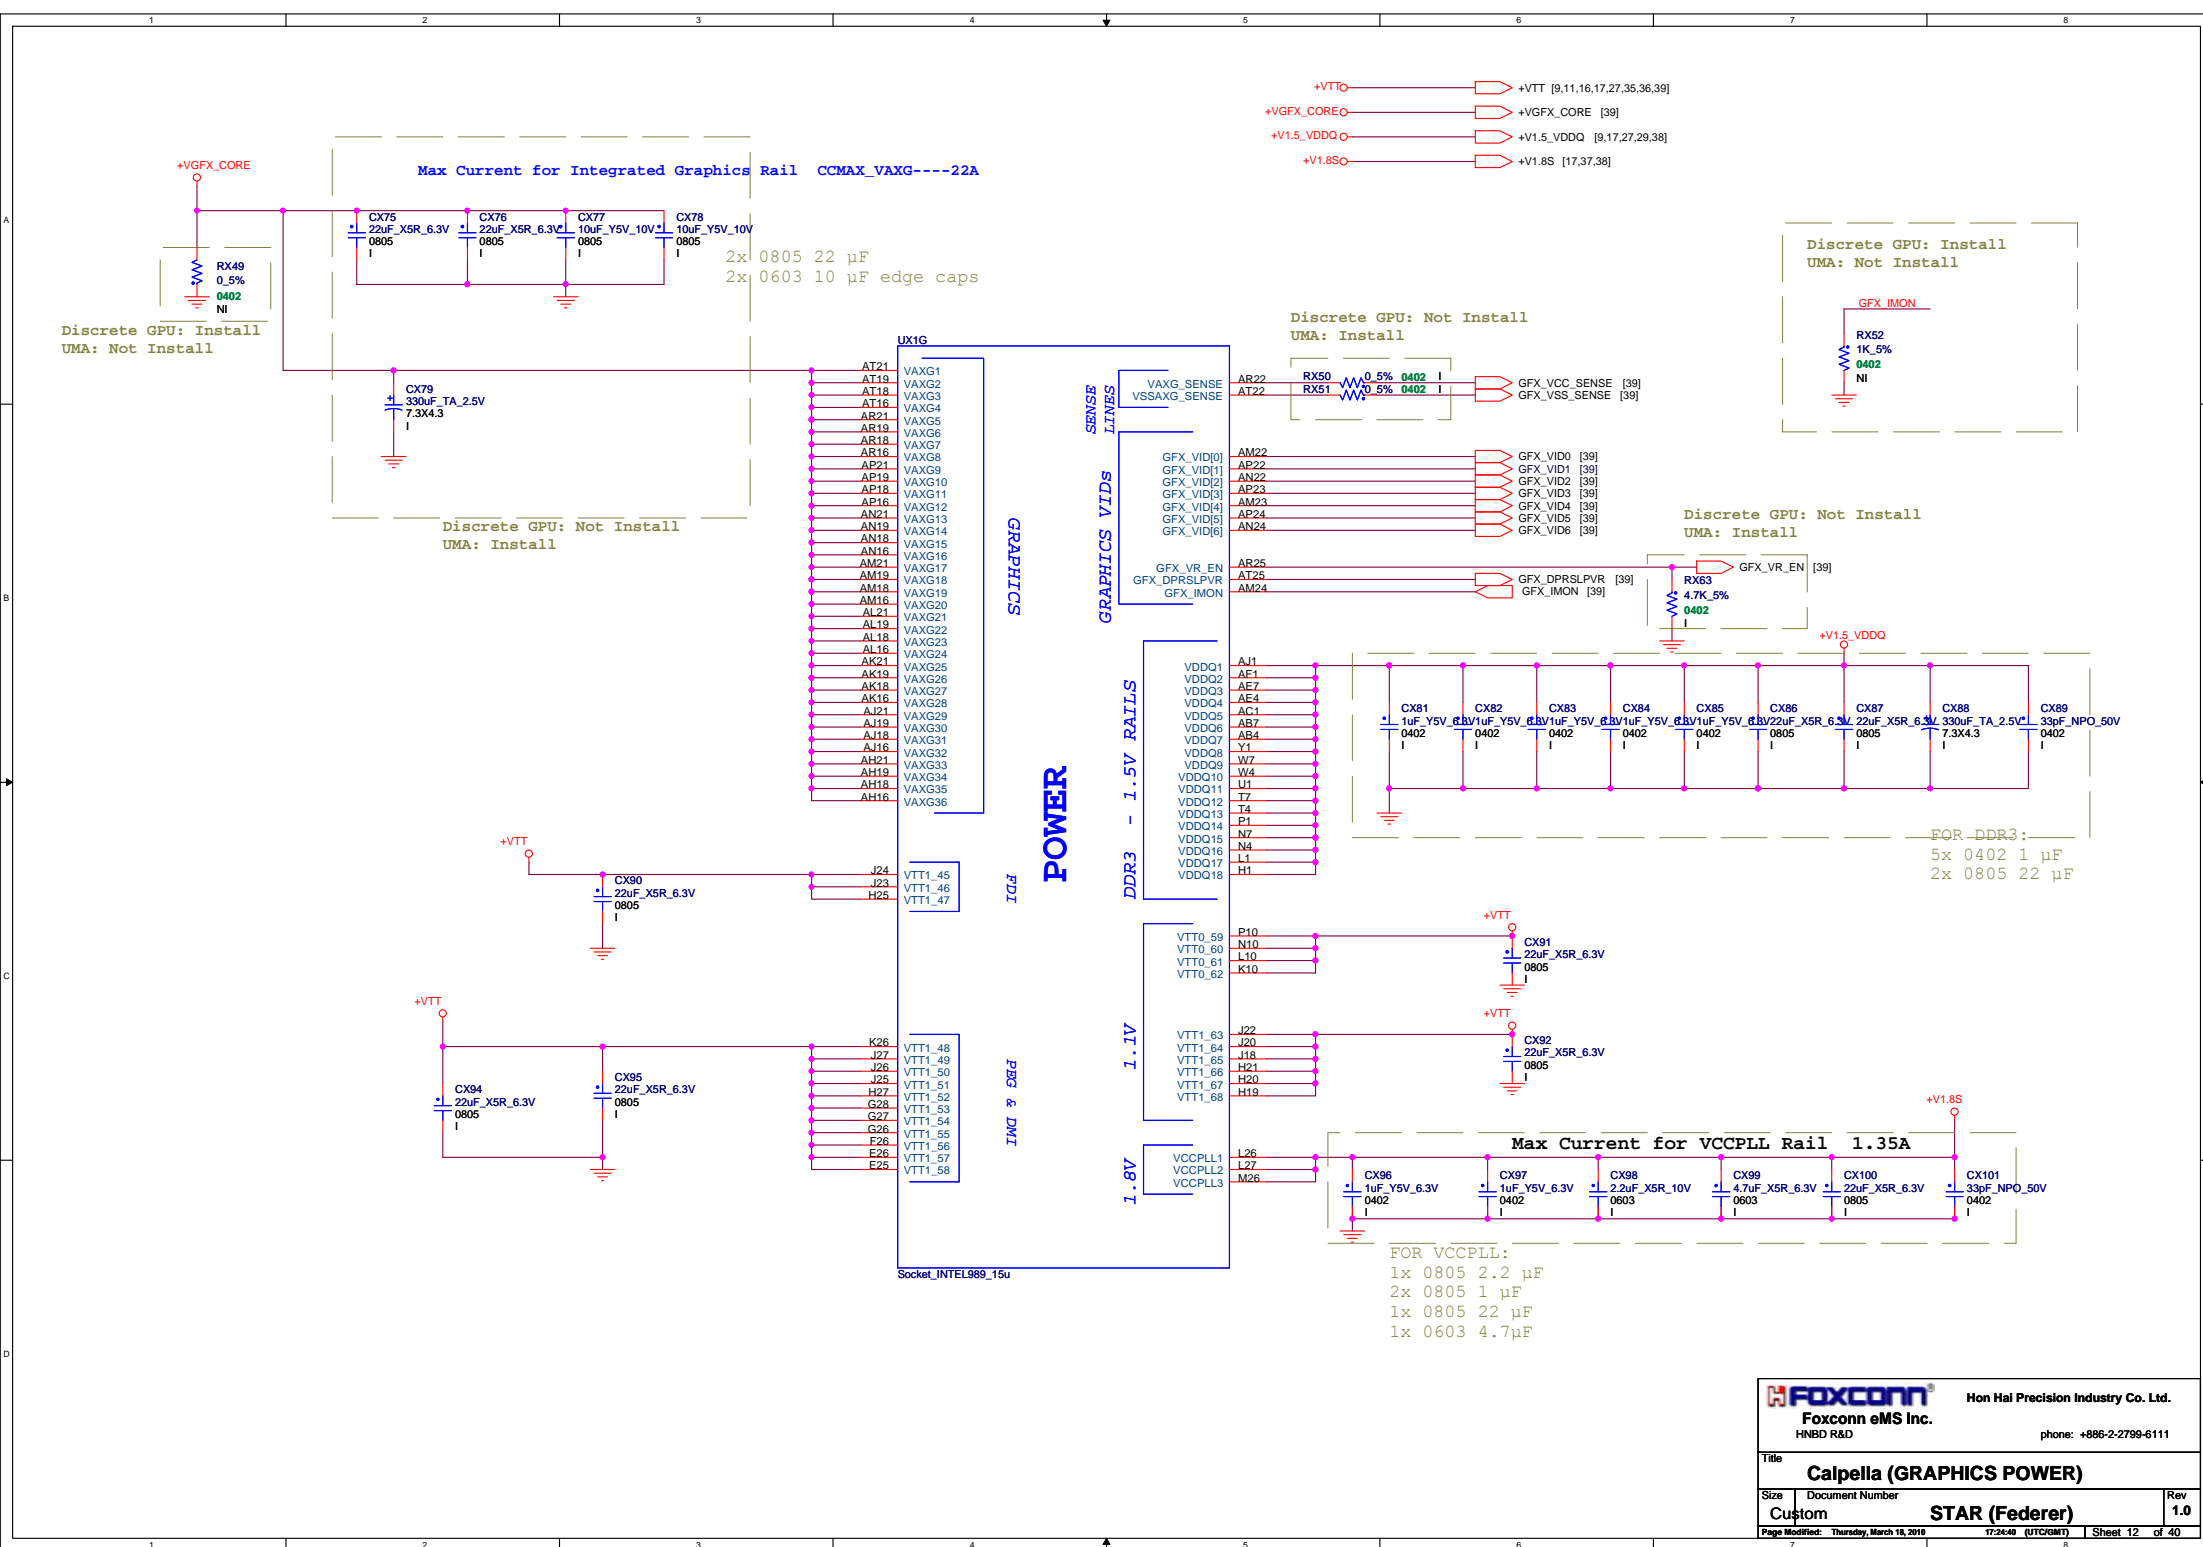 1 2 3 4 5 6 7 8
A
B
C
D
+VTT +VTT [9,11,16,17,27,35,36,39]
+VGFX_CORE +VGFX_CORE [39]
+V1.5_VDDQ +V1.5_VDDQ [9,17,27,29,38]
+V1.8S +V1.8S [17,37,38]
+VGFX_CORE
Max Current for Integrated Graphics Rail CCMAX_VAXG----22A
CX75
22uF_X5R_6.3V
0805
I
CX76
22uF_X5R_6.3V
0805
I
CX77
10uF_Y5V_10V
0805
I
CX78
10uF_Y5V_10V
0805
I
2x 0805 22 µF
2x 0603 10 µF edge caps
RX49
0_5%
0402
NI
Discrete GPU: Install
UMA: Not Install
CX79
330uF_TA_2.5V
7.3X4.3
I
Discrete GPU: Not Install
UMA: Install
Discrete GPU: Install
UMA: Not Install
GFX_IMON
RX52
1K_5%
0402
NI
UX1G
AT21 VAXG1
AT19 VAXG2
AT18 VAXG3
AT16 VAXG4
AR21 VAXG5
AR19 VAXG6
AR18 VAXG7
AR16 VAXG8
AP21 VAXG9
AP19 VAXG10
AP18 VAXG11
AP16 VAXG12
AN21 VAXG13
AN19 VAXG14
AN18 VAXG15
AN16 VAXG16
AM21 VAXG17
AM19 VAXG18
AM18 VAXG19
AM16 VAXG20
AL21 VAXG21
AL19 VAXG22
AL18 VAXG23
AL16 VAXG24
AK21 VAXG25
AK19 VAXG26
AK18 VAXG27
AK16 VAXG28
AJ21 VAXG29
AJ19 VAXG30
AJ18 VAXG31
AJ16 VAXG32
AH21 VAXG33
AH19 VAXG34
AH18 VAXG35
AH16 VAXG36
GRAPHICS
POWER
SENSE
LINES
VAXG_SENSE AR22
VSSAXG_SENSE AT22
Discrete GPU: Not Install
UMA: Install
RX50 0_5% 0402 I GFX_VCC_SENSE [39]
RX51 0_5% 0402 I GFX_VSS_SENSE [39]
GRAPHICS VIDs
GFX_VID[0] AM22 GFX_VID0 [39]
GFX_VID[1] AP22 GFX_VID1 [39]
GFX_VID[2] AN22 GFX_VID2 [39]
GFX_VID[3] AP23 GFX_VID3 [39]
GFX_VID[4] AM23 GFX_VID4 [39]
GFX_VID[5] AP24 GFX_VID5 [39]
GFX_VID[6] AN24 GFX_VID6 [39]
GFX_VR_EN AR25 GFX_VR_EN [39]
GFX_DPRSLPVR AT25 GFX_DPRSLPVR [39]
GFX_IMON AM24 GFX_IMON [39]
Discrete GPU: Not Install
UMA: Install
RX63
4.7K_5%
0402
I
+V1.5_VDDQ
DDR3 - 1.5V RAILS
VDDQ1 AJ1
VDDQ2 AF1
VDDQ3 AE7
VDDQ4 AE4
VDDQ5 AC1
VDDQ6 AB7
VDDQ7 AB4
VDDQ8 Y1
VDDQ9 W7
VDDQ10 W4
VDDQ11 U1
VDDQ12 T7
VDDQ13 T4
VDDQ14 P1
VDDQ15 N7
VDDQ16 N4
VDDQ17 L1
VDDQ18 H1
CX81
1uF_Y5V_6.3V
0402
I
CX82
1uF_Y5V_6.3V
0402
I
CX83
1uF_Y5V_6.3V
0402
I
CX84
1uF_Y5V_6.3V
0402
I
CX85
1uF_Y5V_6.3V
0402
I
CX86
22uF_X5R_6.3V
0805
I
CX87
22uF_X5R_6.3V
0805
I
CX88
330uF_TA_2.5V
7.3X4.3
I
CX89
33pF_NPO_50V
0402
I
FOR DDR3:
5x 0402 1 µF
2x 0805 22 µF
+VTT
CX90
22uF_X5R_6.3V
0805
I
J24 VTT1_45
J23 VTT1_46
H25 VTT1_47
FDI
+VTT
CX94
22uF_X5R_6.3V
0805
I
CX95
22uF_X5R_6.3V
0805
I
K26 VTT1_48
J27 VTT1_49
J26 VTT1_50
J25 VTT1_51
H27 VTT1_52
G28 VTT1_53
G27 VTT1_54
G26 VTT1_55
F26 VTT1_56
E26 VTT1_57
E25 VTT1_58
PEG & DMI
1.1V
VTT0_59 P10
VTT0_60 N10
VTT0_61 L10
VTT0_62 K10
+VTT
CX91
22uF_X5R_6.3V
0805
I
VTT1_63 J22
VTT1_64 J20
VTT1_65 J18
VTT1_66 H21
VTT1_67 H20
VTT1_68 H19
+VTT
CX92
22uF_X5R_6.3V
0805
I
1.8V
VCCPLL1 L26
VCCPLL2 L27
VCCPLL3 M26
+V1.8S
Max Current for VCCPLL Rail 1.35A
CX96
1uF_Y5V_6.3V
0402
I
CX97
1uF_Y5V_6.3V
0402
I
CX98
2.2uF_X5R_10V
0603
I
CX99
4.7uF_X5R_6.3V
0603
I
CX100
22uF_X5R_6.3V
0805
I
CX101
33pF_NPO_50V
0402
I
FOR VCCPLL:
1x 0805 2.2 µF
2x 0805 1 µF
1x 0805 22 µF
1x 0603 4.7µF
Socket_INTEL989_15u
FOXCONN® Hon Hai Precision Industry Co. Ltd.
Foxconn eMS Inc.
HNBD R&D phone: +886-2-2799-6111
Title
Calpella (GRAPHICS POWER)
Size Document Number Rev
Custom STAR (Federer) 1.0
Page Modified: Thursday, March 18, 2010 17:24:40 (UTC/GMT) Sheet 12 of 40
1 2 3 4 5 6 7 8